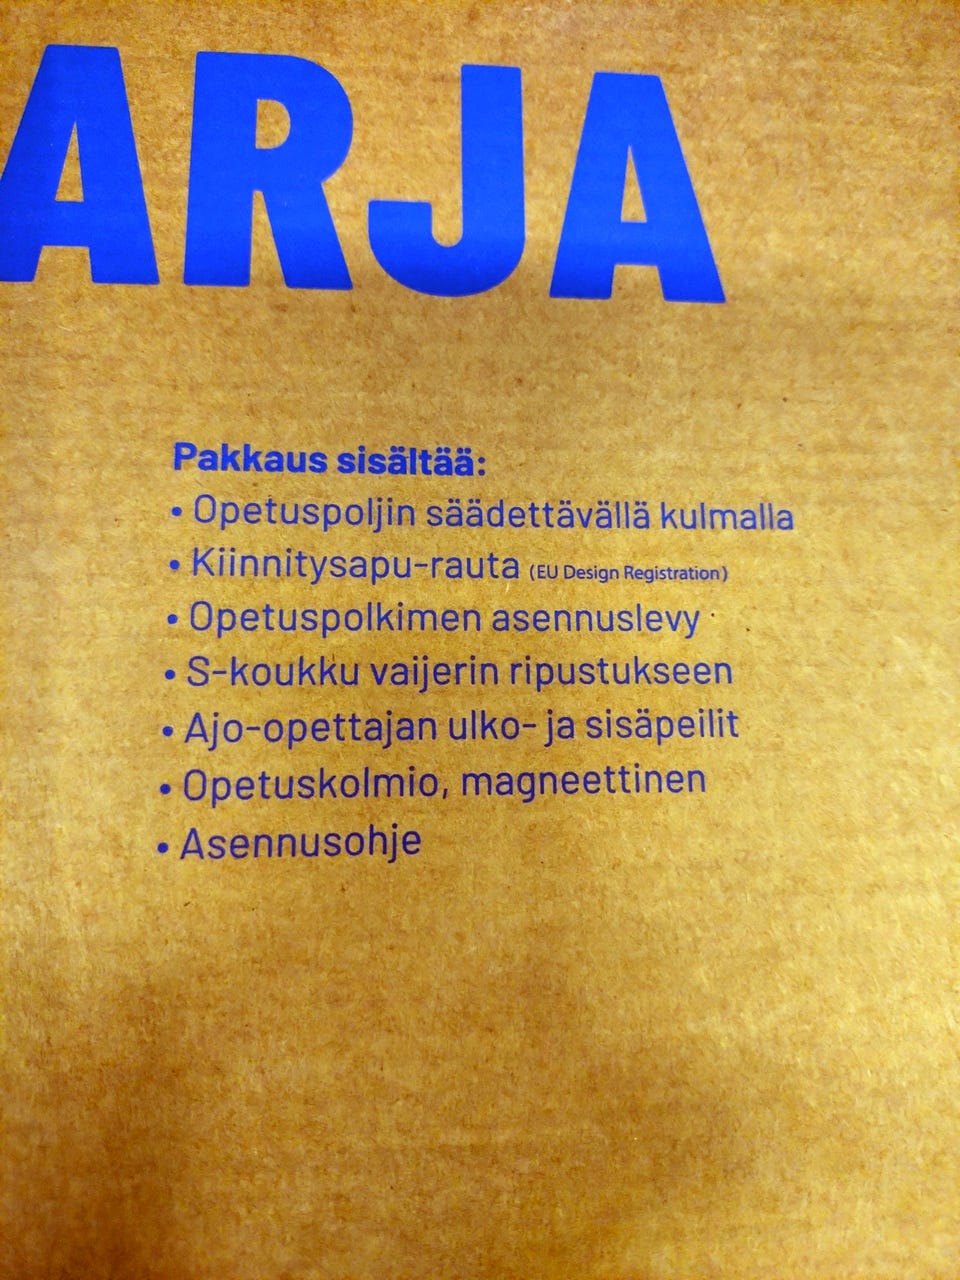 ARJA
Pakkaus sisältää:
• Opetuspoljin säädettävällä kulmalla
• Kiinnitysapu-rauta (EU Design Registration)
• Opetuspolkimen asennuslevy
• S-koukku vaijerin ripustukseen
• Ajo-opettajan ulko- ja sisäpeilit
• Opetuskolmio, magneettinen
• Asennusohje